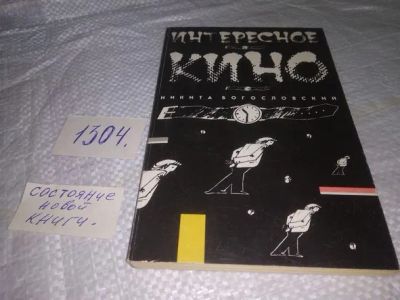 ИНТЕРЕСНОЕ
КИНО
НИКИТА БОГОСЛОВСКИЙ
1304.
состояние
новой
книги.